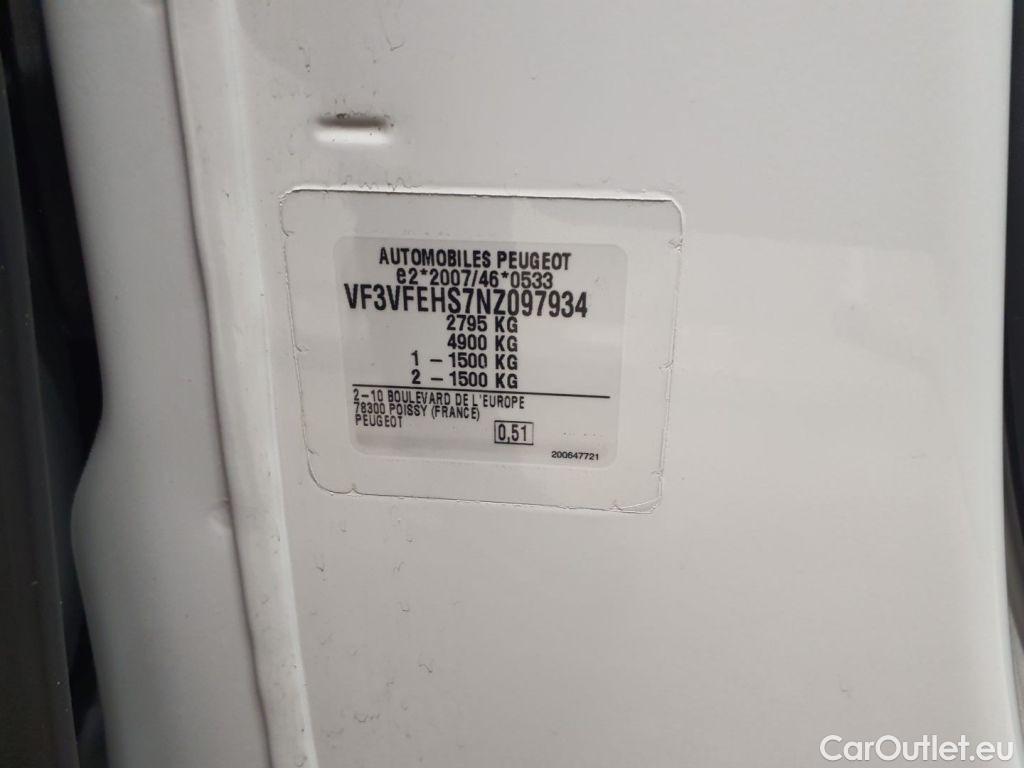 AUTOMOBILES PEUGEOT
e2*2007/46*0533
VF3VFEHS7NZ097934
2795 KG
4900 KG
1 - 1500 KG
2 - 1500 KG
2-10 BOULEVARD DE L'EUROPE
78300 POISSY (FRANCE)
PEUGEOT
0,51
200647721
CarOutlet.eu